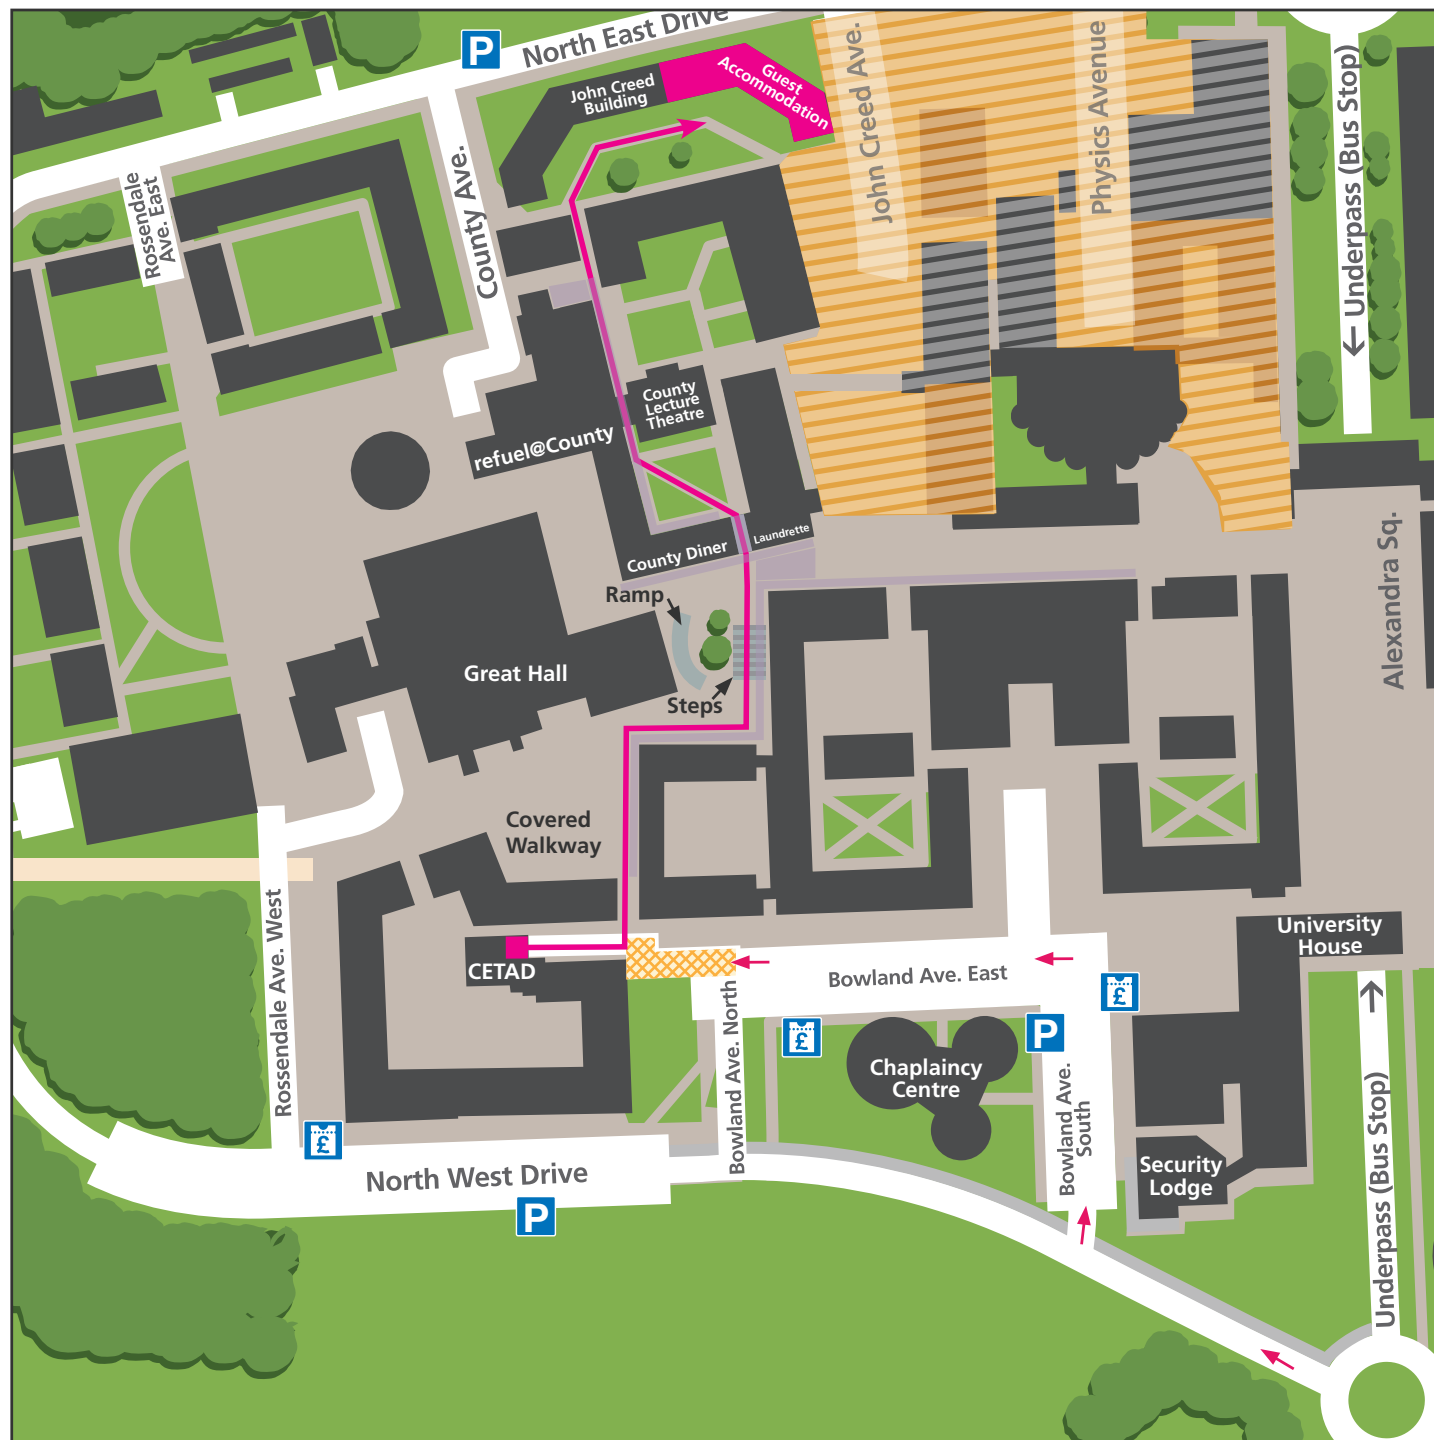 P
North East Drive
John Creed
Building
Guest
Accommodation
John Creed Ave.
Physics Avenue
← Underpass (Bus Stop)
Rossendale
Ave. East
County Ave.
County
Lecture
Theatre
refuel@County
County Diner
Laundrette
Ramp
Great Hall
Steps
Alexandra Sq.
Covered
Walkway
CETAD
Rossendale Ave. West
University
House
Bowland Ave. East
£
£
P
Bowland Ave. North
Chaplaincy
Centre
Bowland Ave.
South
Security
Lodge
Underpass (Bus Stop) →
£
North West Drive
P